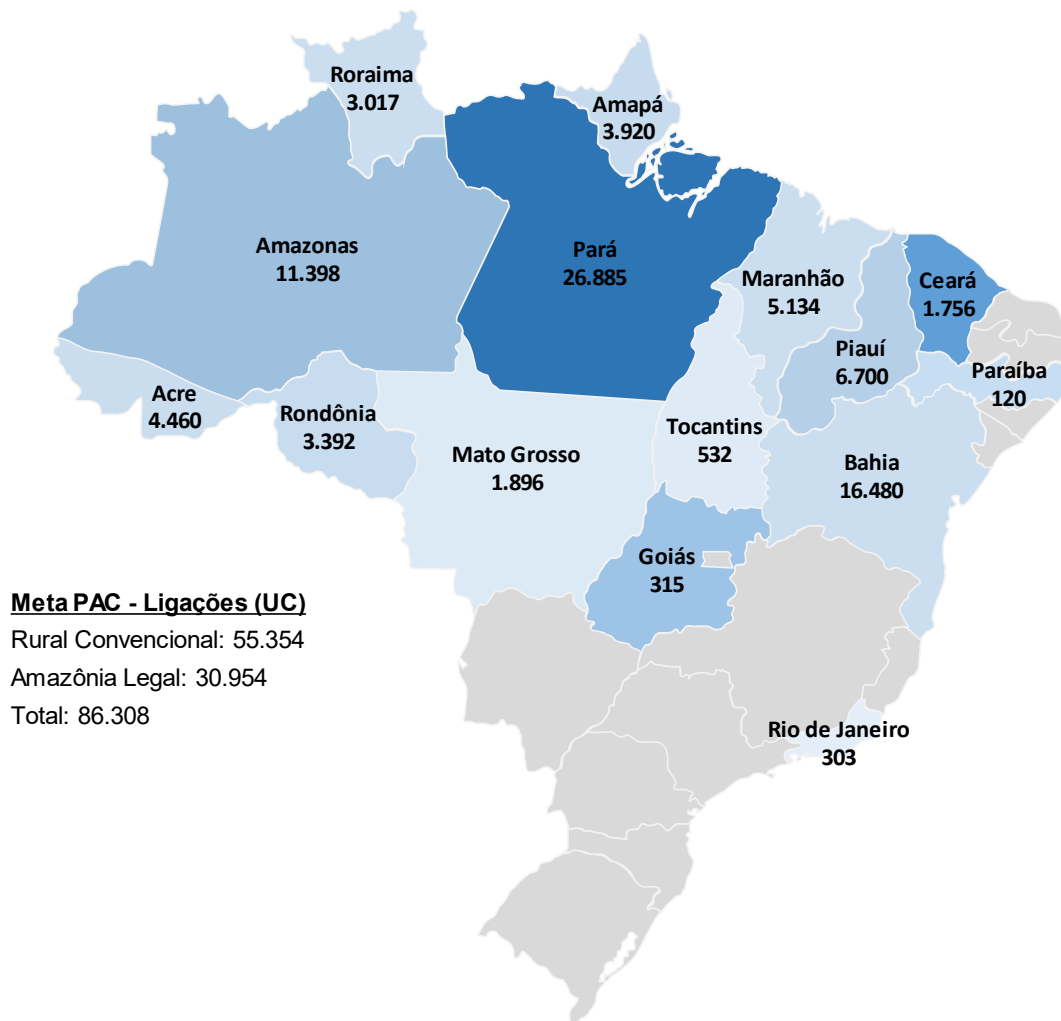 Roraima
3.017
Amapá
3.920
Amazonas
11.398
Pará
26.885
Maranhão
5.134
Ceará
1.756
Piauí
6.700
Paraíba
120
Acre
4.460
Rondônia
3.392
Mato Grosso
1.896
Tocantins
532
Bahia
16.480
Goiás
315
Meta PAC - Ligações (UC)
Rural Convencional: 55.354
Amazônia Legal: 30.954
Total: 86.308
Rio de Janeiro
303